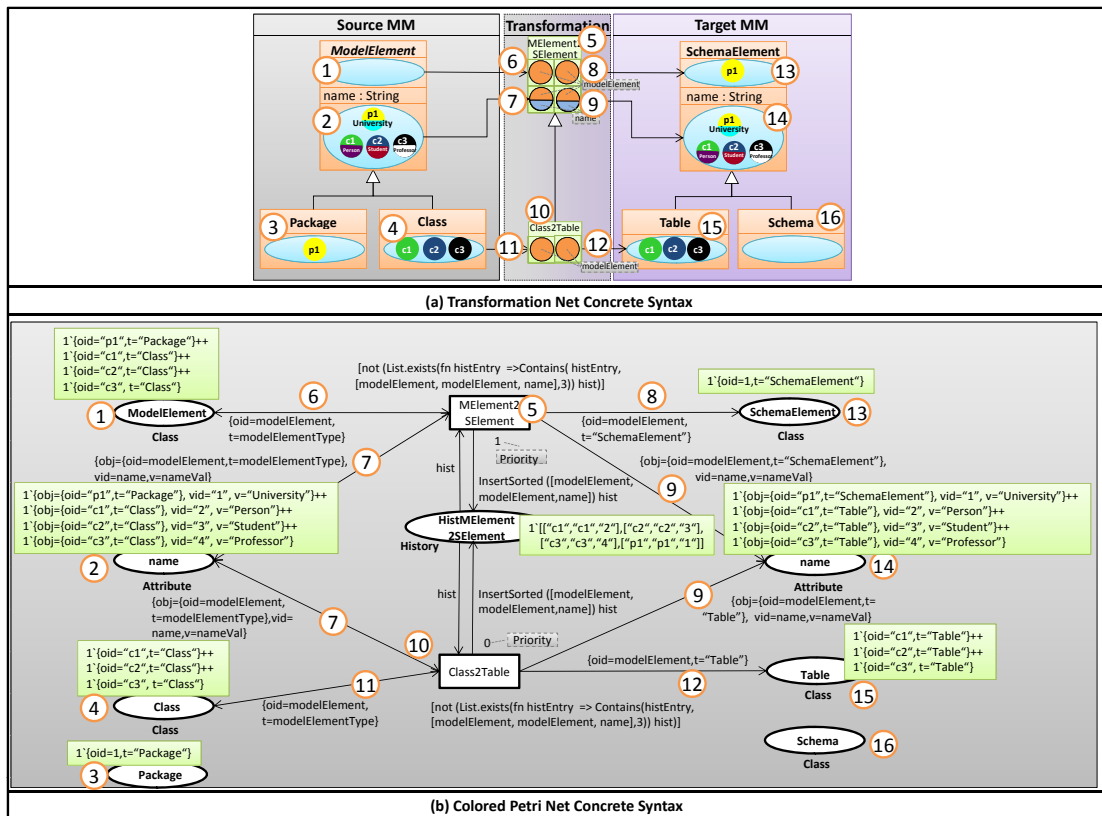 Source MM
Transformation
Target MM
ModelElement
MElement2
SElement
SchemaElement
5
1
6
8
13
p1
modelElement
name : String
name : String
7
9
name
2
14
p1
University
p1
University
c1
Person
c2
Student
c3
Professor
c1
Person
c2
Student
c3
Professor
10
3
Package
4
Class
Class2Table
Table
15
Schema
16
p1
c1
c2
c3
11
12
c1
c2
c3
modelElement
(a) Transformation Net Concrete Syntax
(b) Colored Petri Net Concrete Syntax
1`{oid=“p1“,t=“Package“}++
1`{oid=“c1“,t=“Class“}++
1`{oid=“c2“,t=“Class“}++
1`{oid=“c3“, t=“Class“}
1
ModelElement
Class
6
{oid=modelElement,
t=modelElementType}
[not (List.exists(fn histEntry =>Contains( histEntry,
[modelElement, modelElement, name],3)) hist)]
MElement2
SElement
5
8
{oid=modelElement,
t=“SchemaElement“}
1`{oid=1,t=“SchemaElement“}
SchemaElement
13
Class
{obj={oid=modelElement,t=modelElementType},
vid=name,v=nameVal}
7
1
Priority
hist
InsertSorted ([modelElement,
modelElement,name]) hist
{obj={oid=modelElement,t=“SchemaElement“},
vid=name,v=nameVal}
9
1`{obj={oid=“p1“,t=“Package“}, vid=“1“, v=“University“}++
1`{obj={oid=“c1“,t=“Class“}, vid=“2“, v=“Person“}++
1`{obj={oid=“c2“,t=“Class“}, vid=“3“, v=“Student“}++
1`{obj={oid=“c3“,t=“Class“}, vid=“4“, v=“Professor“}
2
name
Attribute
HistMElement
2SElement
History
1`[[“c1“,“c1“,“2“],[“c2“,“c2“,“3“],
[“c3“,“c3“,“4“],[“p1“,“p1“,“1“]]
1`{obj={oid=“p1“,t=“SchemaElement“}, vid=“1“, v=“University“}++
1`{obj={oid=“c1“,t=“Table“}, vid=“2“, v=“Person“}++
1`{obj={oid=“c2“,t=“Table“}, vid=“3“, v=“Student“}++
1`{obj={oid=“c3“,t=“Table“}, vid=“4“, v=“Professor“}
name
14
Attribute
{obj={oid=modelElement,
t=modelElementType},vid=
name,v=nameVal}
7
hist
InsertSorted ([modelElement,
modelElement,name]) hist
9
{obj={oid=modelElement,t=
“Table“}, vid=name,v=nameVal}
10
0
Priority
Class2Table
1`{oid=“c1“,t=“Class“}++
1`{oid=“c2“,t=“Class“}++
1`{oid=“c3“, t=“Class“}
4
Class
Class
11
{oid=modelElement,
t=modelElementType}
[not (List.exists(fn histEntry => Contains(histEntry,
[modelElement, modelElement, name],3)) hist)]
{oid=modelElement,t=“Table“}
12
1`{oid=“c1“,t=“Table“}++
1`{oid=“c2“,t=“Table“}++
1`{oid=“c3“, t=“Table“}
Table
15
Class
1`{oid=1,t=“Package“}
3
Package
Schema
16
Class